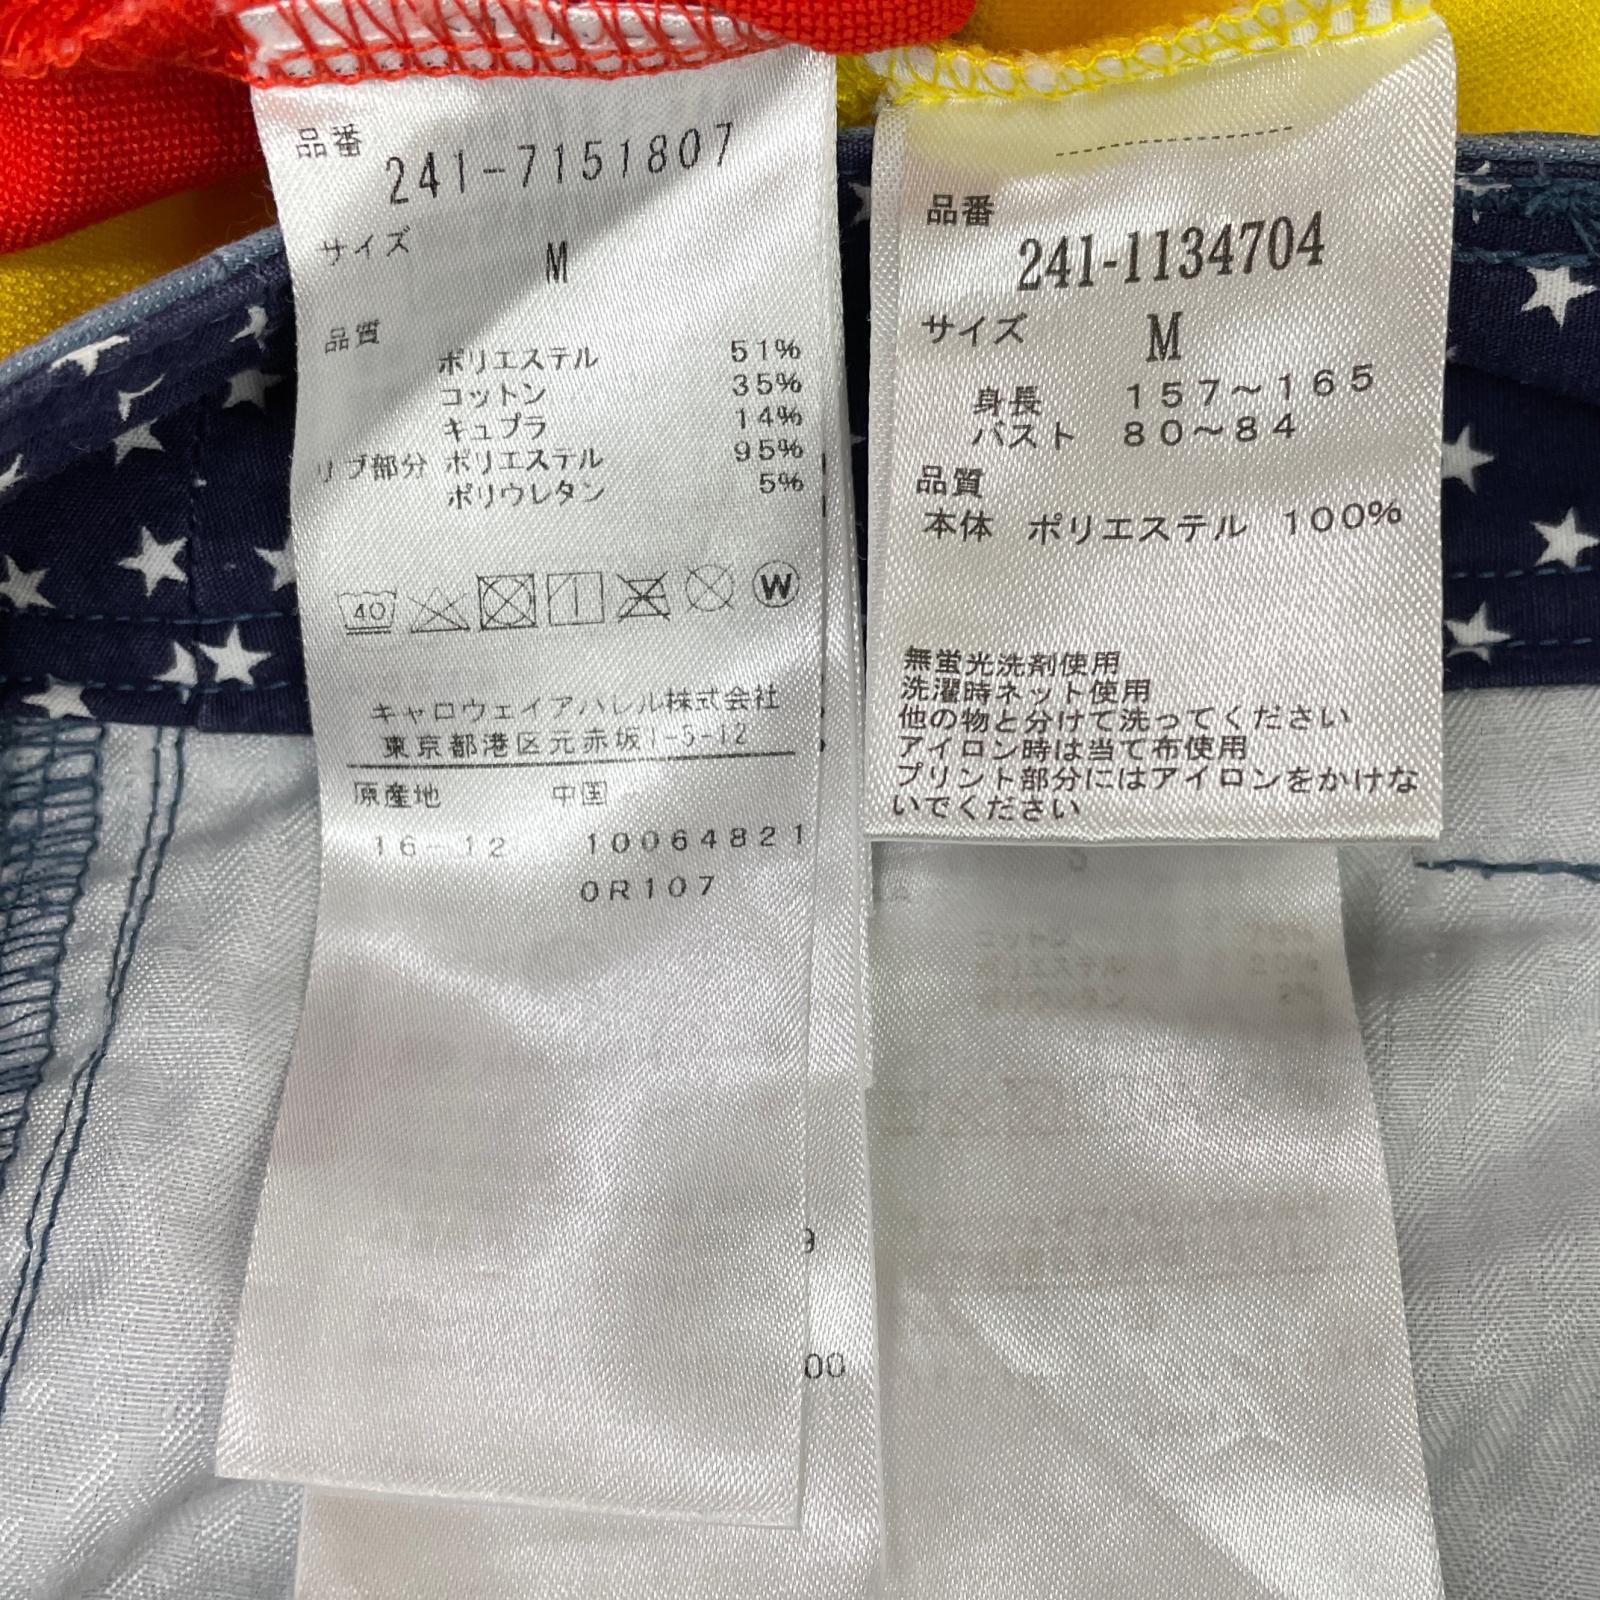 品番 241-7151807
サイズ M
品質
ポリエステル 51%
コットン 35%
キュプラ 14%
リブ部分 ポリエステル 95%
ポリウレタン 5%
40
W
キャロウェイアパレル株式会社
東京都港区元赤坂1-5-12
原産地 中国
16-12 10064821
0R107
9
00
品番
241-1134704
サイズ M
身長 157~165
バスト 80~84
品質
本体 ポリエステル 100%
無蛍光洗剤使用
洗濯時ネット使用
他の物と分けて洗ってください
アイロン時は当て布使用
プリント部分にはアイロンをかけな
いでください